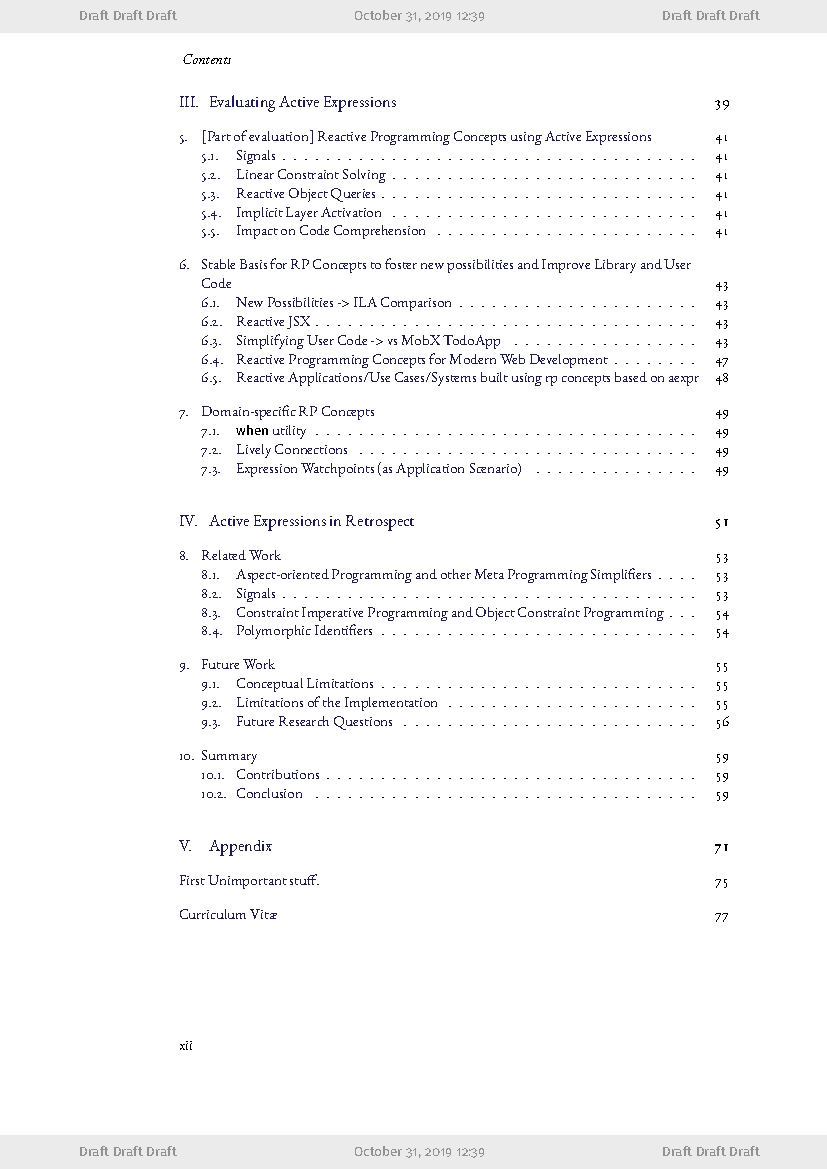 Draft Draft Draft October 31, 2019 12:39 Draft Draft Draft
Contents
III. Evaluating Active Expressions 39
5. [Part of evaluation] Reactive Programming Concepts using Active Expressions 41
5.1. Signals . . . . . . . . . . . . . . . . . . . . . . . . . . . . . . . . . . . . . . 41
5.2. Linear Constraint Solving . . . . . . . . . . . . . . . . . . . . . . . . . . . . 41
5.3. Reactive Object Queries . . . . . . . . . . . . . . . . . . . . . . . . . . . . . 41
5.4. Implicit Layer Activation . . . . . . . . . . . . . . . . . . . . . . . . . . . . 41
5.5. Impact on Code Comprehension . . . . . . . . . . . . . . . . . . . . . . . . 41
6. Stable Basis for RP Concepts to foster new possibilities and Improve Library and User
Code 43
6.1. New Possibilities -> ILA Comparison . . . . . . . . . . . . . . . . . . . . . . 43
6.2. Reactive JSX . . . . . . . . . . . . . . . . . . . . . . . . . . . . . . . . . . . 43
6.3. Simplifying User Code -> vs MobX TodoApp . . . . . . . . . . . . . . . . . 43
6.4. Reactive Programming Concepts for Modern Web Development . . . . . . . . 47
6.5. Reactive Applications/Use Cases/Systems built using rp concepts based on aexpr 48
7. Domain-specific RP Concepts 49
7.1. when utility . . . . . . . . . . . . . . . . . . . . . . . . . . . . . . . . . . . 49
7.2. Lively Connections . . . . . . . . . . . . . . . . . . . . . . . . . . . . . . . 49
7.3. Expression Watchpoints (as Application Scenario) . . . . . . . . . . . . . . . 49
IV. Active Expressions in Retrospect 51
8. Related Work 53
8.1. Aspect-oriented Programming and other Meta Programming Simplifiers . . . . 53
8.2. Signals . . . . . . . . . . . . . . . . . . . . . . . . . . . . . . . . . . . . . . 53
8.3. Constraint Imperative Programming and Object Constraint Programming . . . 54
8.4. Polymorphic Identifiers . . . . . . . . . . . . . . . . . . . . . . . . . . . . . 54
9. Future Work 55
9.1. Conceptual Limitations . . . . . . . . . . . . . . . . . . . . . . . . . . . . . 55
9.2. Limitations of the Implementation . . . . . . . . . . . . . . . . . . . . . . . 55
9.3. Future Research Questions . . . . . . . . . . . . . . . . . . . . . . . . . . . 56
10. Summary 59
10.1. Contributions . . . . . . . . . . . . . . . . . . . . . . . . . . . . . . . . . . 59
10.2. Conclusion . . . . . . . . . . . . . . . . . . . . . . . . . . . . . . . . . . . 59
V. Appendix 71
First Unimportant stuff. 75
Curriculum Vitæ 77
xii
Draft Draft Draft October 31, 2019 12:39 Draft Draft Draft